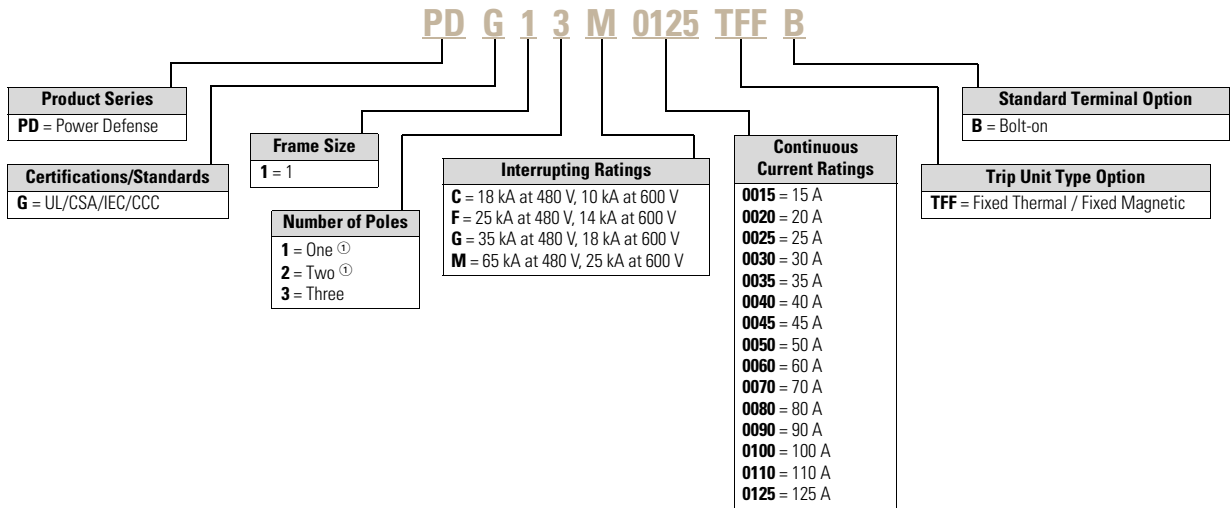 PD G 1 3 M 0125 TFF B
Product Series
PD = Power Defense
Certifications/Standards
G = UL/CSA/IEC/CCC
Frame Size
1 = 1
Number of Poles
1 = One ①
2 = Two ①
3 = Three
Interrupting Ratings
C = 18 kA at 480 V, 10 kA at 600 V
F = 25 kA at 480 V, 14 kA at 600 V
G = 35 kA at 480 V, 18 kA at 600 V
M = 65 kA at 480 V, 25 kA at 600 V
Continuous
Current Ratings
0015 = 15 A
0020 = 20 A
0025 = 25 A
0030 = 30 A
0035 = 35 A
0040 = 40 A
0045 = 45 A
0050 = 50 A
0060 = 60 A
0070 = 70 A
0080 = 80 A
0090 = 90 A
0100 = 100 A
0110 = 110 A
0125 = 125 A
Trip Unit Type Option
TFF = Fixed Thermal / Fixed Magnetic
Standard Terminal Option
B = Bolt-on